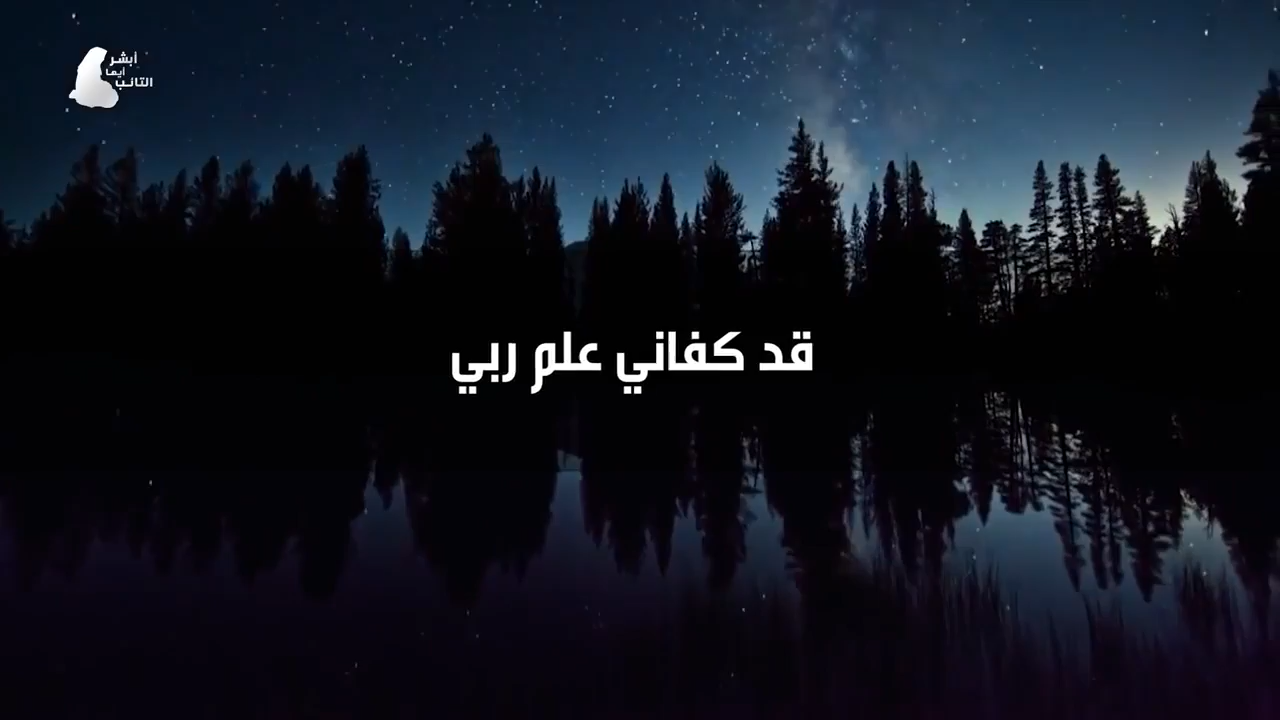 أبشر
أيها
التائب
قد كفاني علم ربي